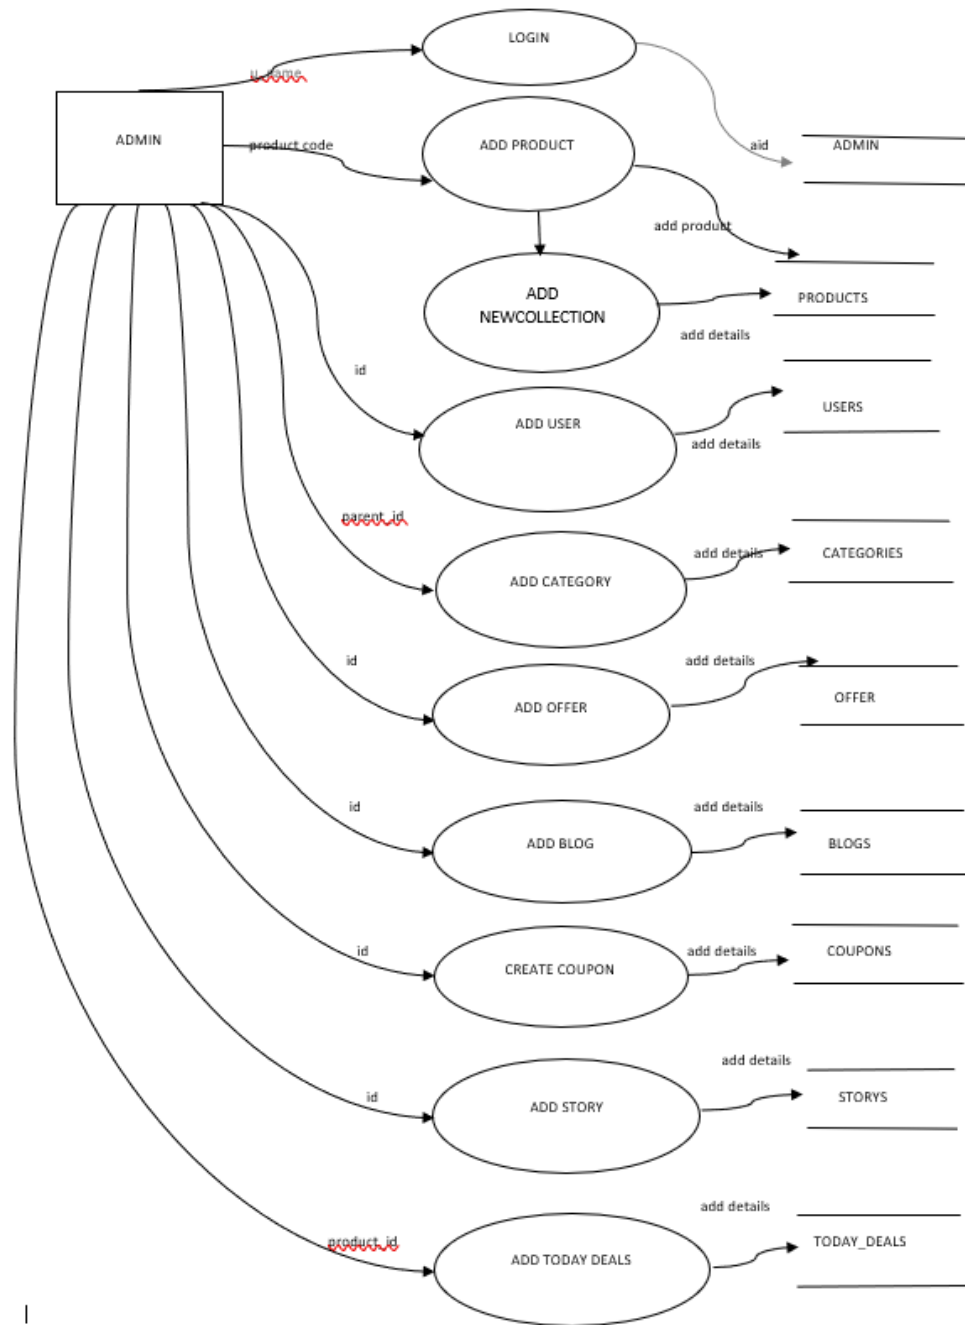 LOGIN
u_name
ADMIN
product code
ADD PRODUCT
aid
ADMIN
add product
ADD
NEWCOLLECTION
PRODUCTS
add details
id
ADD USER
USERS
add details
parent_id
ADD CATEGORY
add details
CATEGORIES
id
ADD OFFER
add details
OFFER
id
ADD BLOG
add details
BLOGS
id
CREATE COUPON
add details
COUPONS
id
ADD STORY
add details
STORYS
product_id
ADD TODAY DEALS
add details
TODAY_DEALS